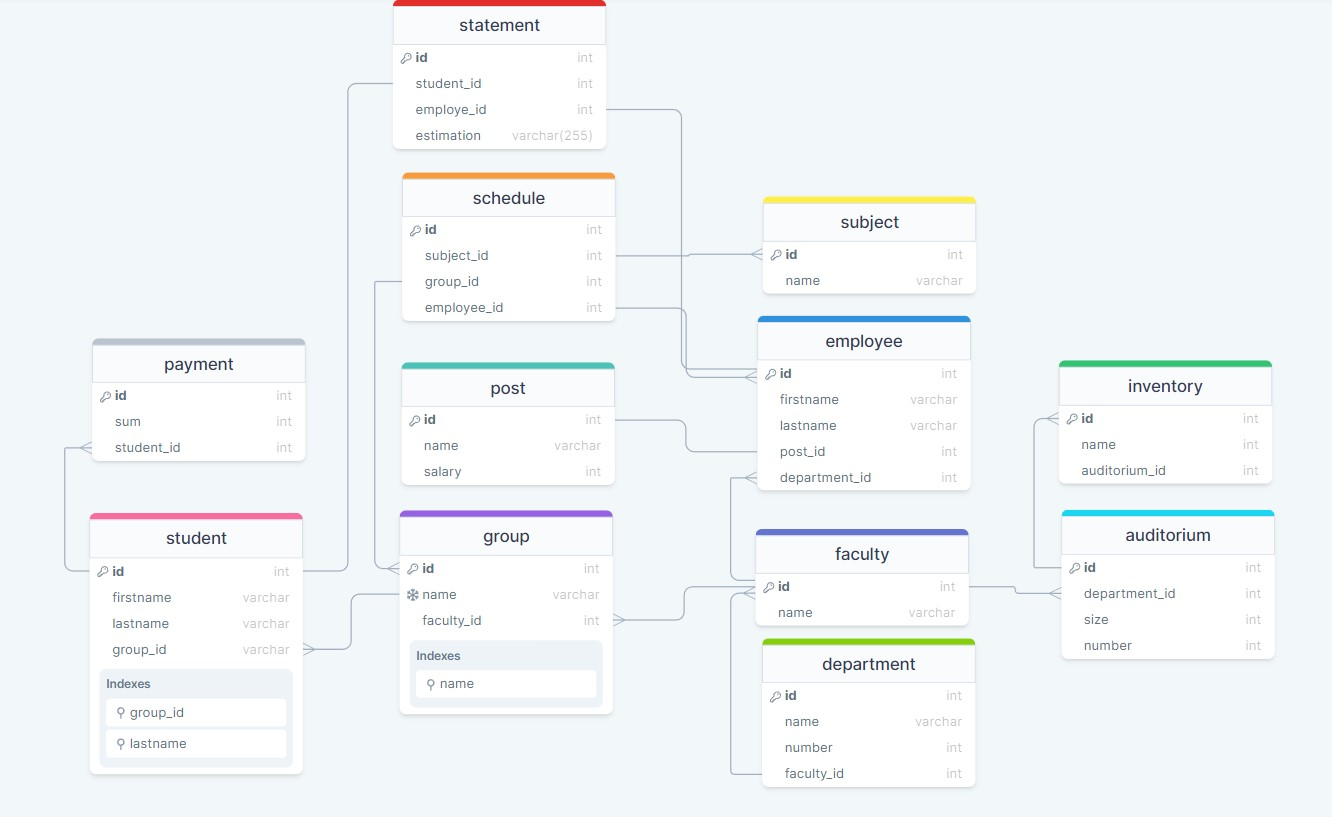 statement
id int
student_id int
employe_id int
estimation varchar(255)
schedule
id int
subject_id int
group_id int
employee_id int
subject
id int
name varchar
payment
id int
sum int
student_id int
post
id int
name varchar
salary int
employee
id int
firstname varchar
lastname varchar
post_id int
department_id int
inventory
id int
name int
auditorium_id int
student
id int
firstname varchar
lastname varchar
group_id varchar
Indexes
group_id
lastname
group
id int
name varchar
faculty_id int
Indexes
name
faculty
id int
name varchar
auditorium
id int
department_id int
size int
number int
department
id int
name varchar
number int
faculty_id int